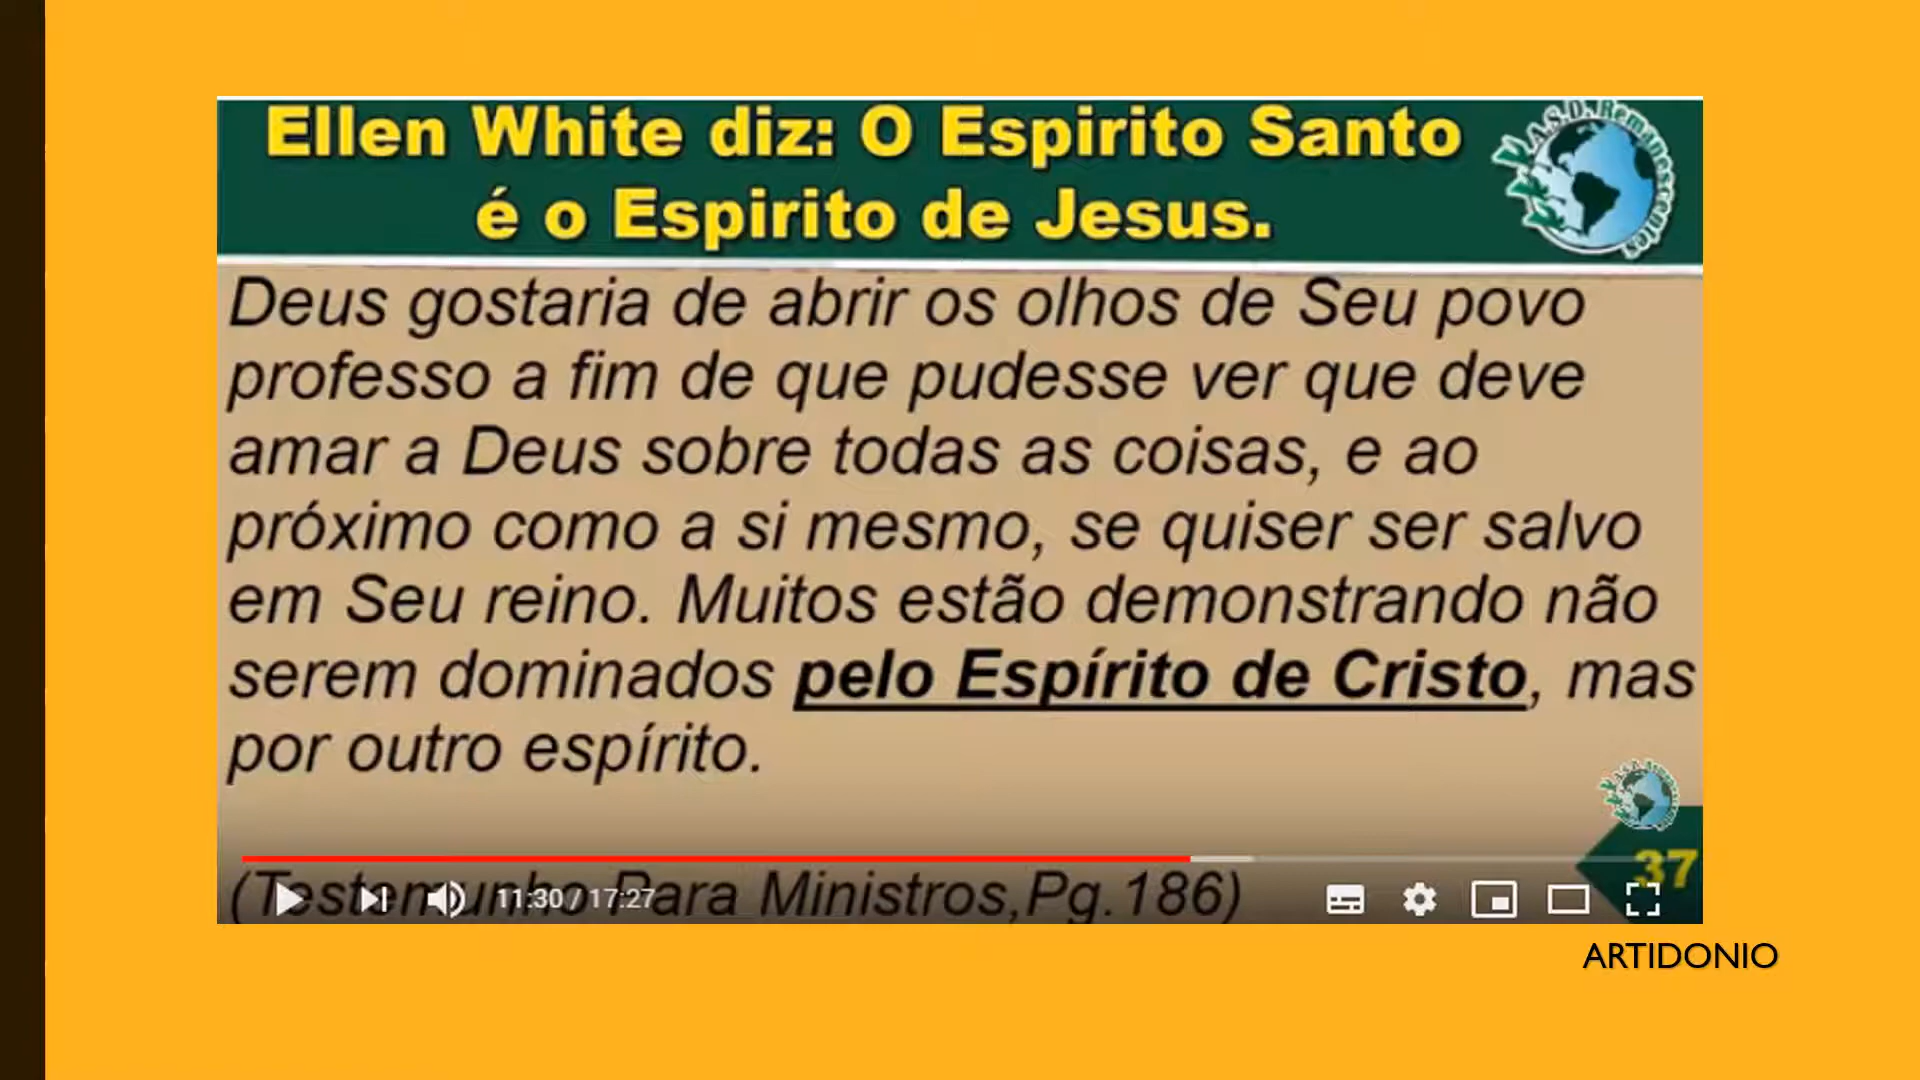 Ellen White diz: O Espirito Santo
é o Espirito de Jesus.
A.S.D. Remanescentes
Deus gostaria de abrir os olhos de Seu povo
professo a fim de que pudesse ver que deve
amar a Deus sobre todas as coisas, e ao
próximo como a si mesmo, se quiser ser salvo
em Seu reino. Muitos estão demonstrando não
serem dominados pelo Espírito de Cristo, mas
por outro espírito.
37
(Testemunho Para Ministros,Pg.186)
11:30 / 17:27
ARTIDONIO